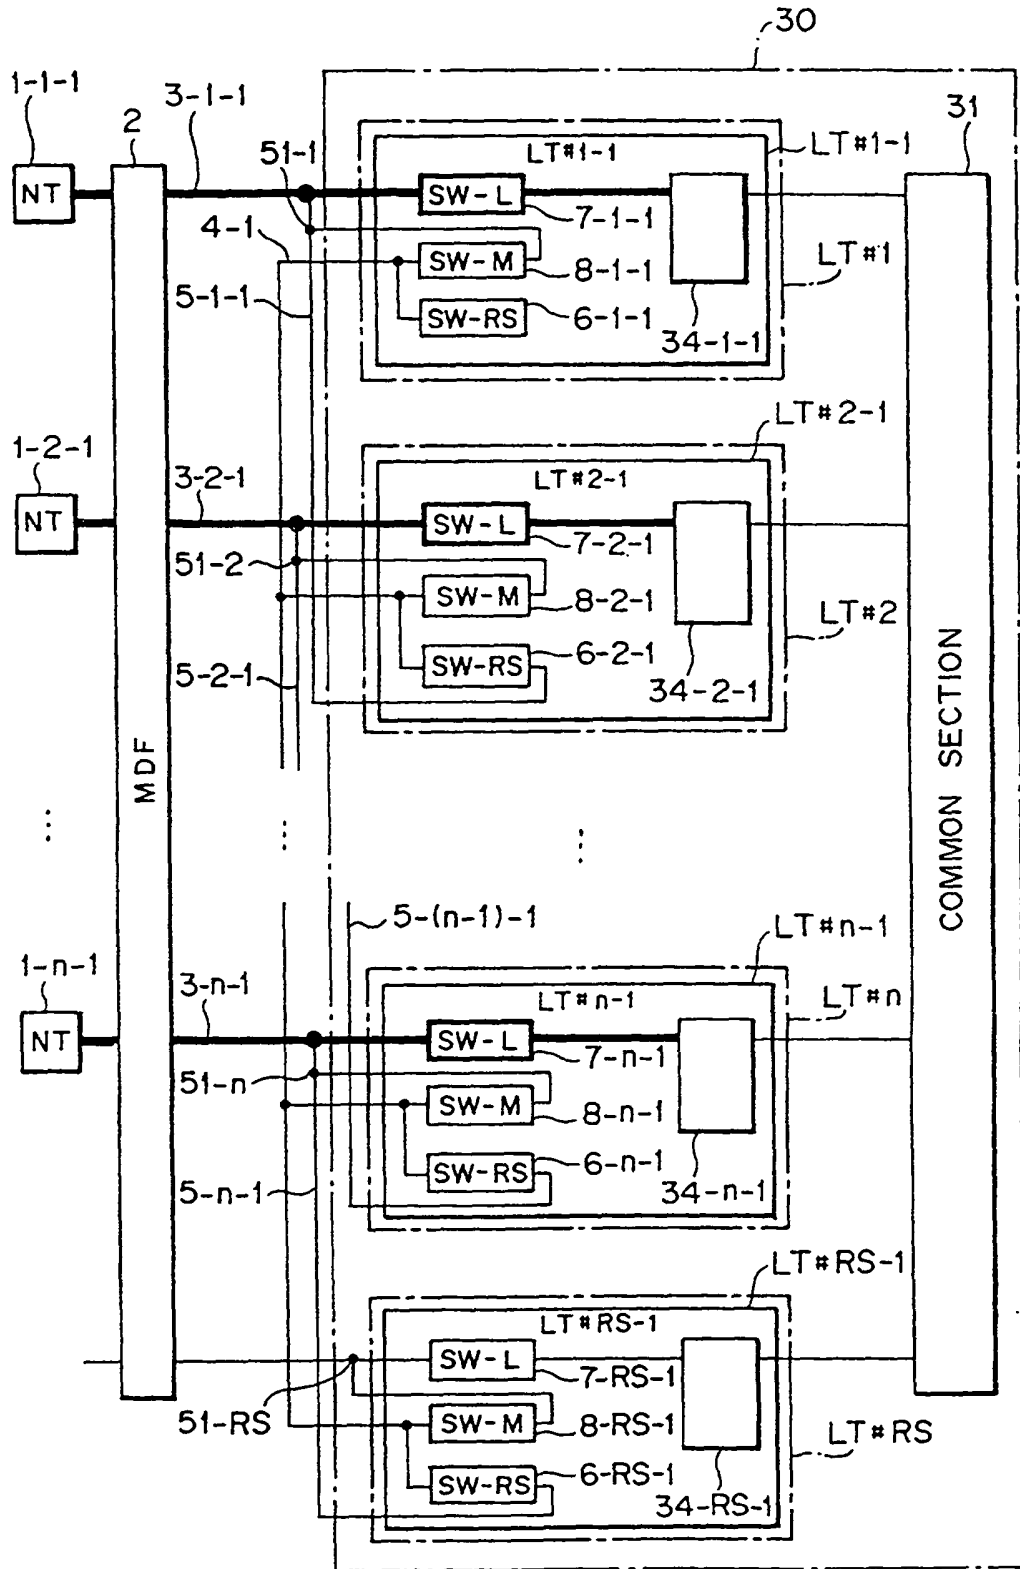 30
1-1-1
2
3-1-1
51-1
LT#1-1
LT#1-1
31
NT
SW-L
7-1-1
4-1
SW-M
8-1-1
LT#1
5-1-1
SW-RS
6-1-1
34-1-1
LT#2-1
1-2-1
3-2-1
LT#2-1
NT
SW-L
7-2-1
51-2
SW-M
8-2-1
LT#2
5-2-1
SW-RS
6-2-1
34-2-1
MDF
COMMON SECTION
5-(n-1)-1
LT#n-1
1-n-1
3-n-1
LT#n-1
LT#n
NT
SW-L
7-n-1
51-n
SW-M
8-n-1
5-n-1
SW-RS
6-n-1
34-n-1
LT#RS-1
LT#RS-1
SW-L
7-RS-1
51-RS
SW-M
8-RS-1
LT#RS
SW-RS
6-RS-1
34-RS-1